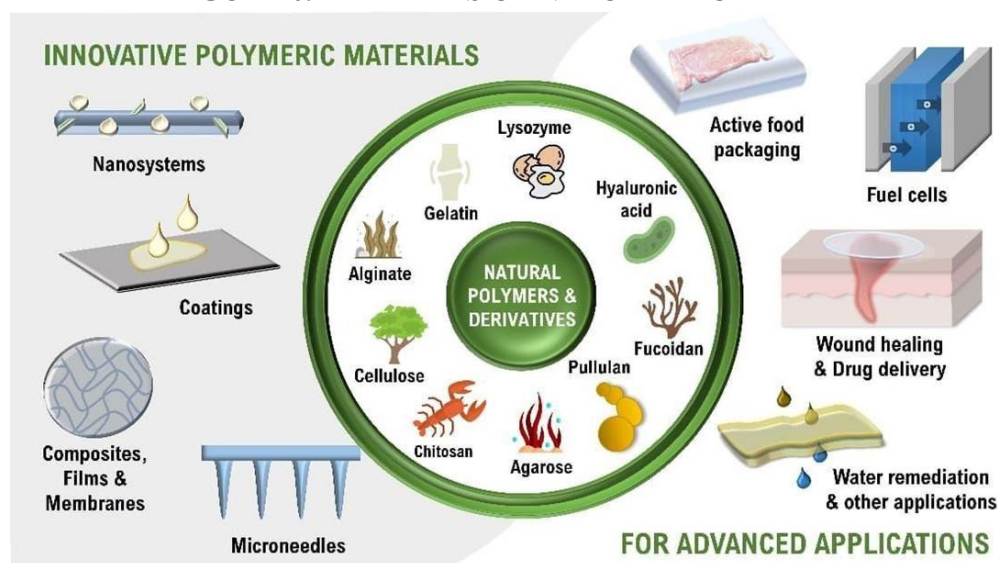 INNOVATIVE POLYMERIC MATERIALS
Nanosystems
Coatings
Composites,
Films &
Membranes
Microneedles
Lysozyme
Gelatin
Hyaluronic
acid
Alginate
NATURAL
POLYMERS &
DERIVATIVES
Fucoidan
Cellulose
Pullulan
Chitosan
Agarose
Active food
packaging
Fuel cells
Wound healing
& Drug delivery
Water remediation
& other applications
FOR ADVANCED APPLICATIONS